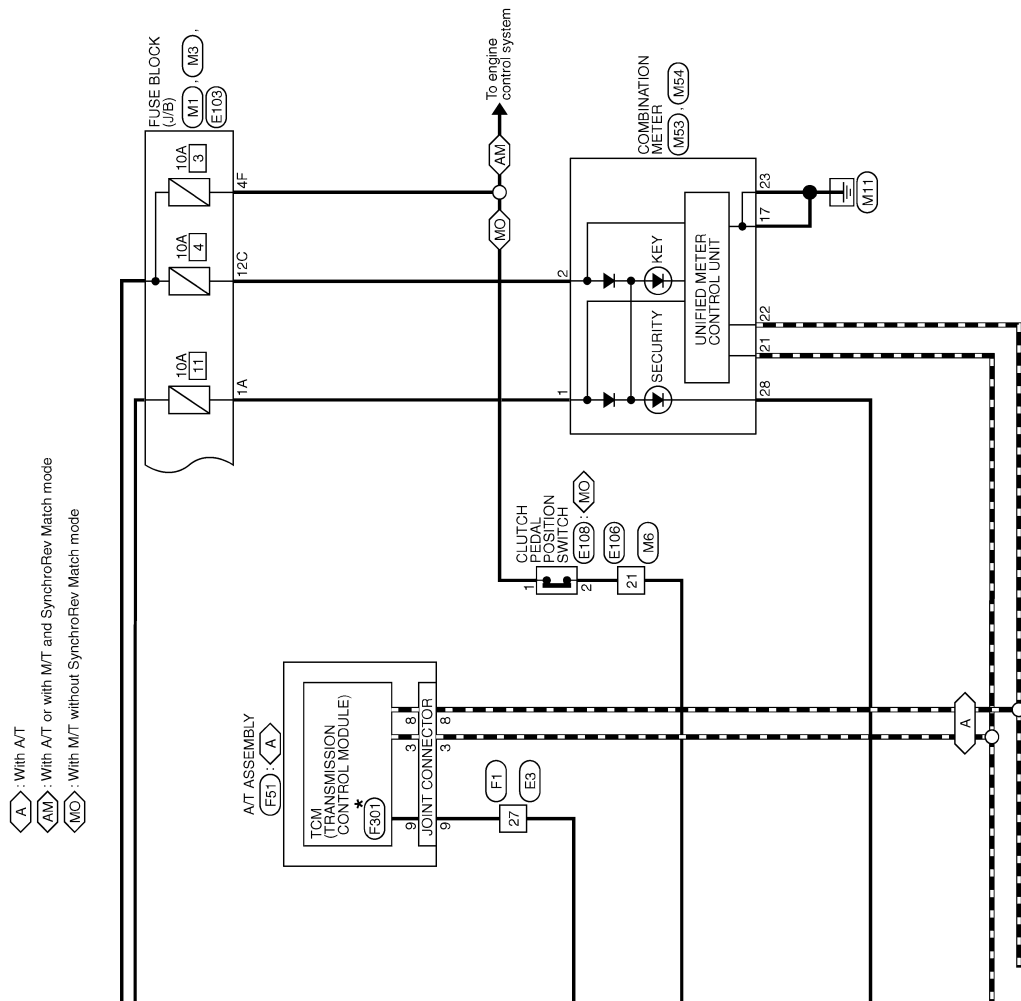 A : With A/T
AM : With A/T or with M/T and SynchroRev Match mode
MO : With M/T without SynchroRev Match mode
FUSE BLOCK
(J/B)
M1 , M3 ,
E103
10A
11
10A
4
10A
3
1A
12C
4F
MO
AM
To engine
control system
CLUTCH
PEDAL
POSITION
SWITCH
E108 : MO
1
2
E106
21
M6
COMBINATION
METER
M53 , M54
1
2
SECURITY
KEY
UNIFIED METER
CONTROL UNIT
28
21
22
17
23
M11
A/T ASSEMBLY
F51 : A
TCM
(TRANSMISSION
CONTROL MODULE)
*
F301
9
3
8
JOINT CONNECTOR
9
3
8
F1
27
E3
A